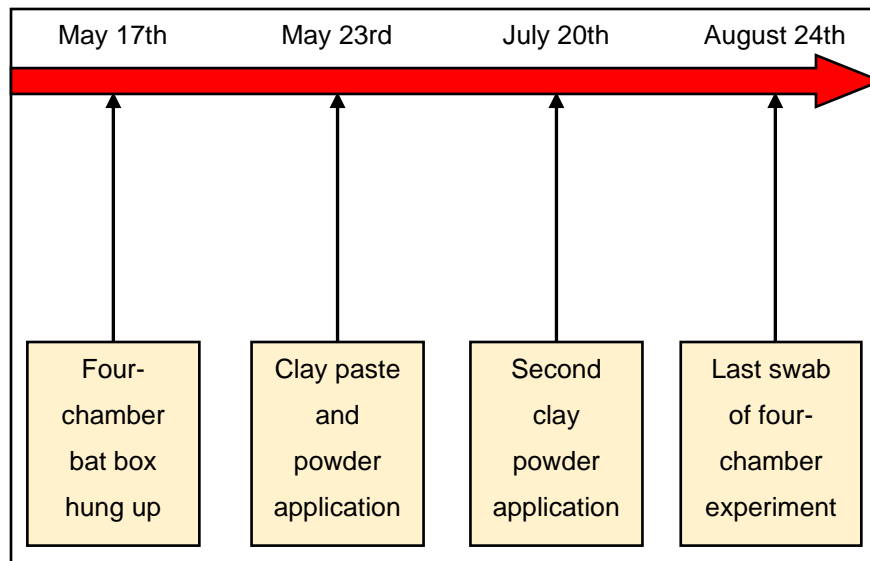 May 17th
May 23rd
July 20th
August 24th
Four-
chamber
bat box
hung up
Clay paste
and
powder
application
Second
clay
powder
application
Last swab
of four-
chamber
experiment